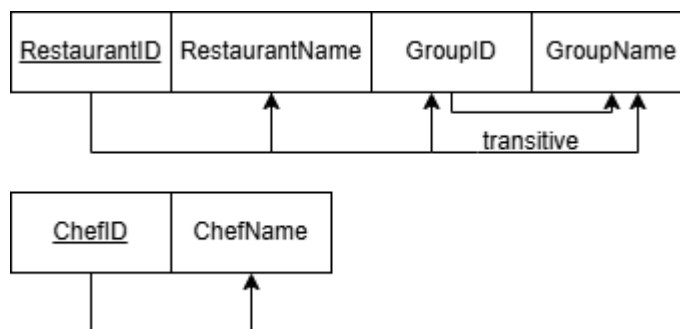 RestaurantID RestaurantName GroupID GroupName
transitive
ChefID ChefName